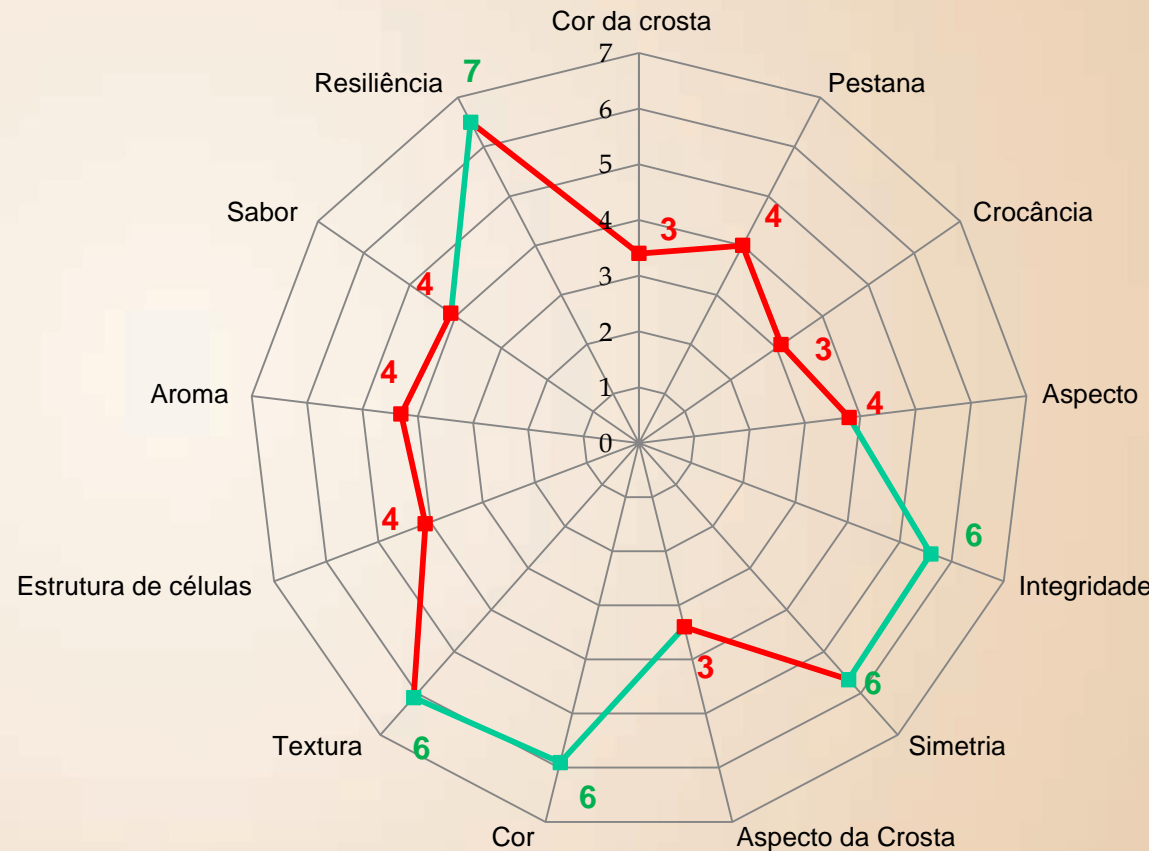 Cor da crosta
7
7
Resiliência
Pestana
6
5
Sabor
Crocância
4
3
4
4
3
3
2
4
Aroma
4
Aspecto
1
0
4
6
Estrutura de células
Integridade
3
6
Textura
6
Simetria
6
Cor
Aspecto da Crosta